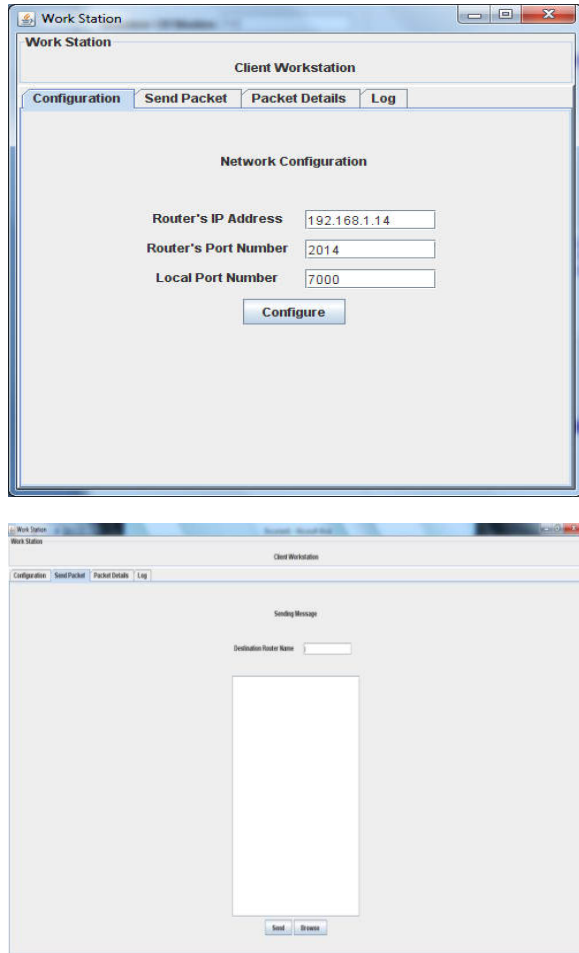 Work Station
Work Station
Client Workstation
Configuration Send Packet Packet Details Log
Network Configuration
Router's IP Address 192.168.1.14
Router's Port Number 2014
Local Port Number 7000
Configure
Work Station
Work Station
Client Workstation
Configuration Send Packet Packet Details Log
Sending Message
Destination Router Name
Send Browse